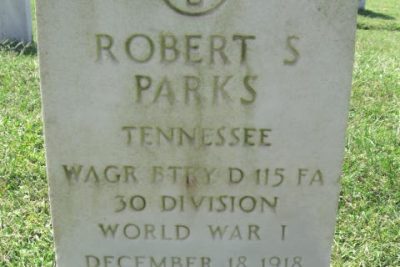 ROBERT S
PARKS
TENNESSEE
WAGR BTRY D 115 FA
30 DIVISION
WORLD WAR I
DECEMBER 18 1918